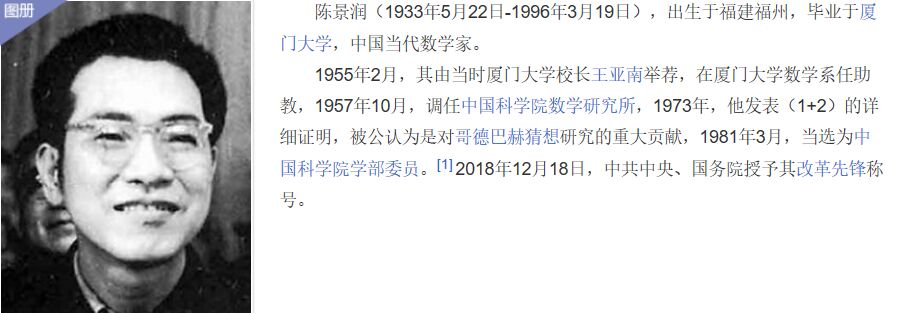 图册
陈景润（1933年5月22日-1996年3月19日），出生于福建福州，毕业于厦
门大学，中国当代数学家。
1955年2月，其由当时厦门大学校长王亚南举荐，在厦门大学数学系任助
教，1957年10月，调任中国科学院数学研究所，1973年，他发表（1+2）的详
细证明，被公认为是对哥德巴赫猜想研究的重大贡献，1981年3月，当选为中
国科学院学部委员。[1] 2018年12月18日，中共中央、国务院授予其改革先锋称
号。